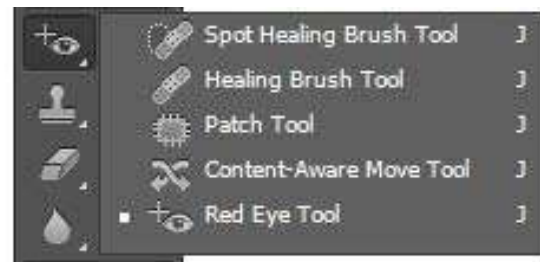 Spot Healing Brush Tool J
Healing Brush Tool J
Patch Tool J
Content-Aware Move Tool J
Red Eye Tool J